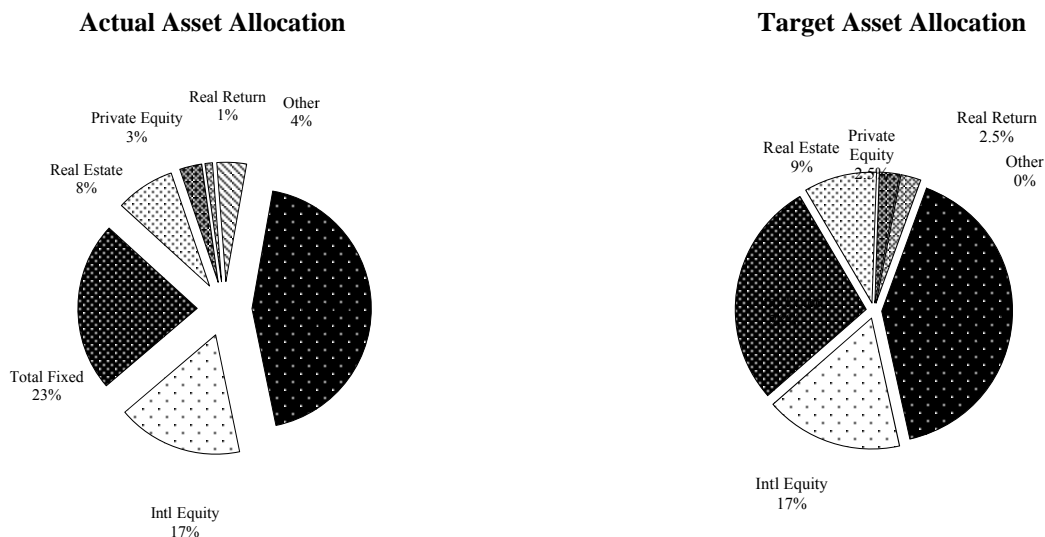 Actual Asset Allocation
Real Return
1%
Other
4%
Private Equity
3%
Real Estate
8%
Total Fixed
23%
Intl Equity
17%
Target Asset Allocation
Real Return
2.5%
Other
0%
Private
Equity
2.5%
Real Estate
9%
Intl Equity
17%